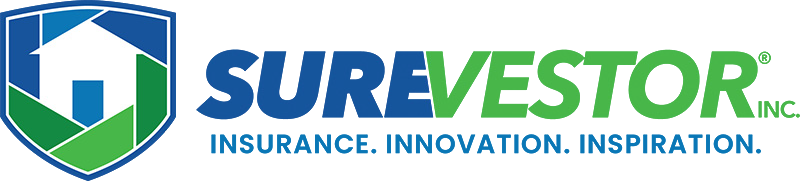 SUREVESTOR® INC.
INSURANCE. INNOVATION. INSPIRATION.